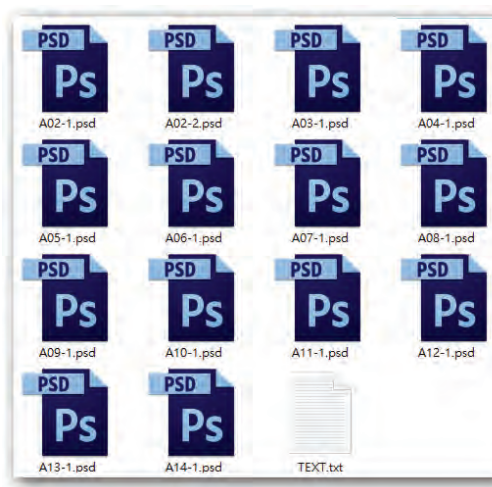 PSD PSD PSD PSD
Ps Ps Ps Ps
A02-1.psd A02-2.psd A03-1.psd A04-1.psd
PSD PSD PSD PSD
Ps Ps Ps Ps
A05-1.psd A06-1.psd A07-1.psd A08-1.psd
PSD PSD PSD PSD
Ps Ps Ps Ps
A09-1.psd A10-1.psd A11-1.psd A12-1.psd
PSD PSD
Ps Ps
A13-1.psd A14-1.psd TEXT.txt